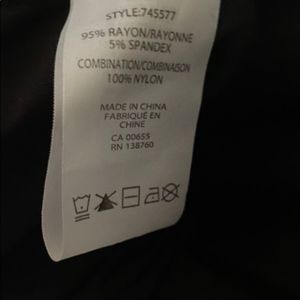 STYLE:745577
95% RAYON/RAYONNE
5% SPANDEX
COMBINATION/COMBINAISON
100% NYLON
MADE IN CHINA
FABRIQUÉ EN
CHINE
CA 00655
RN 138760